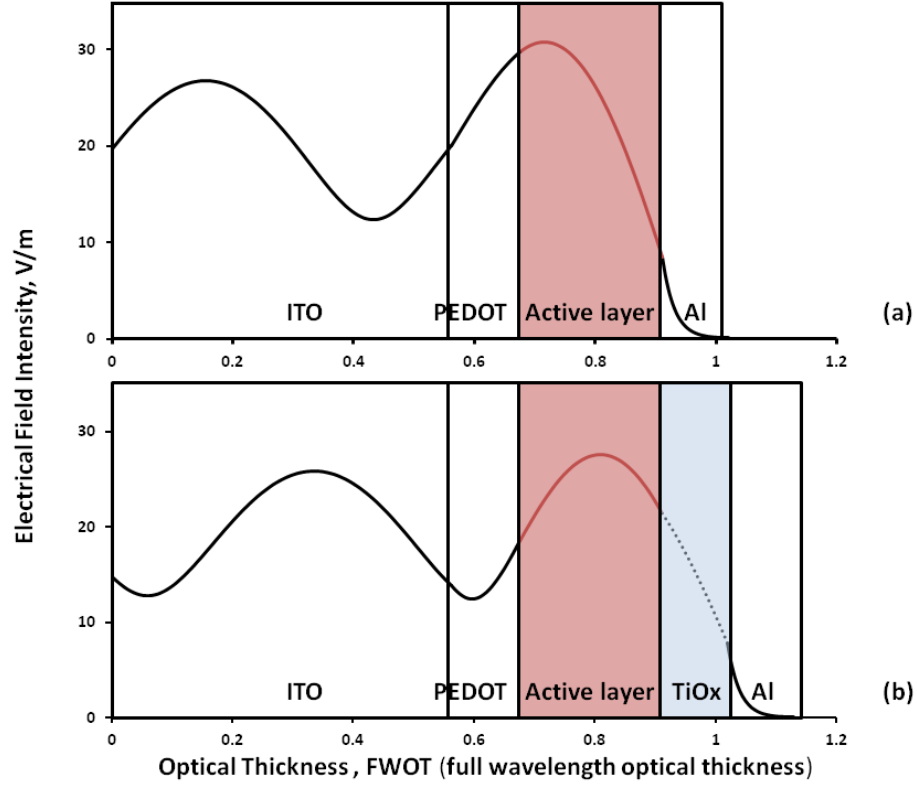 30
20
10
0
ITO
PEDOT
Active layer
Al
(a)
0
0.2
0.4
0.6
0.8
1
1.2
Electrical Field Intensity, V/m
30
20
10
0
ITO
PEDOT
Active layer
TiOx
Al
(b)
0
0.2
0.4
0.6
0.8
1
1.2
Optical Thickness , FWOT (full wavelength optical thickness)